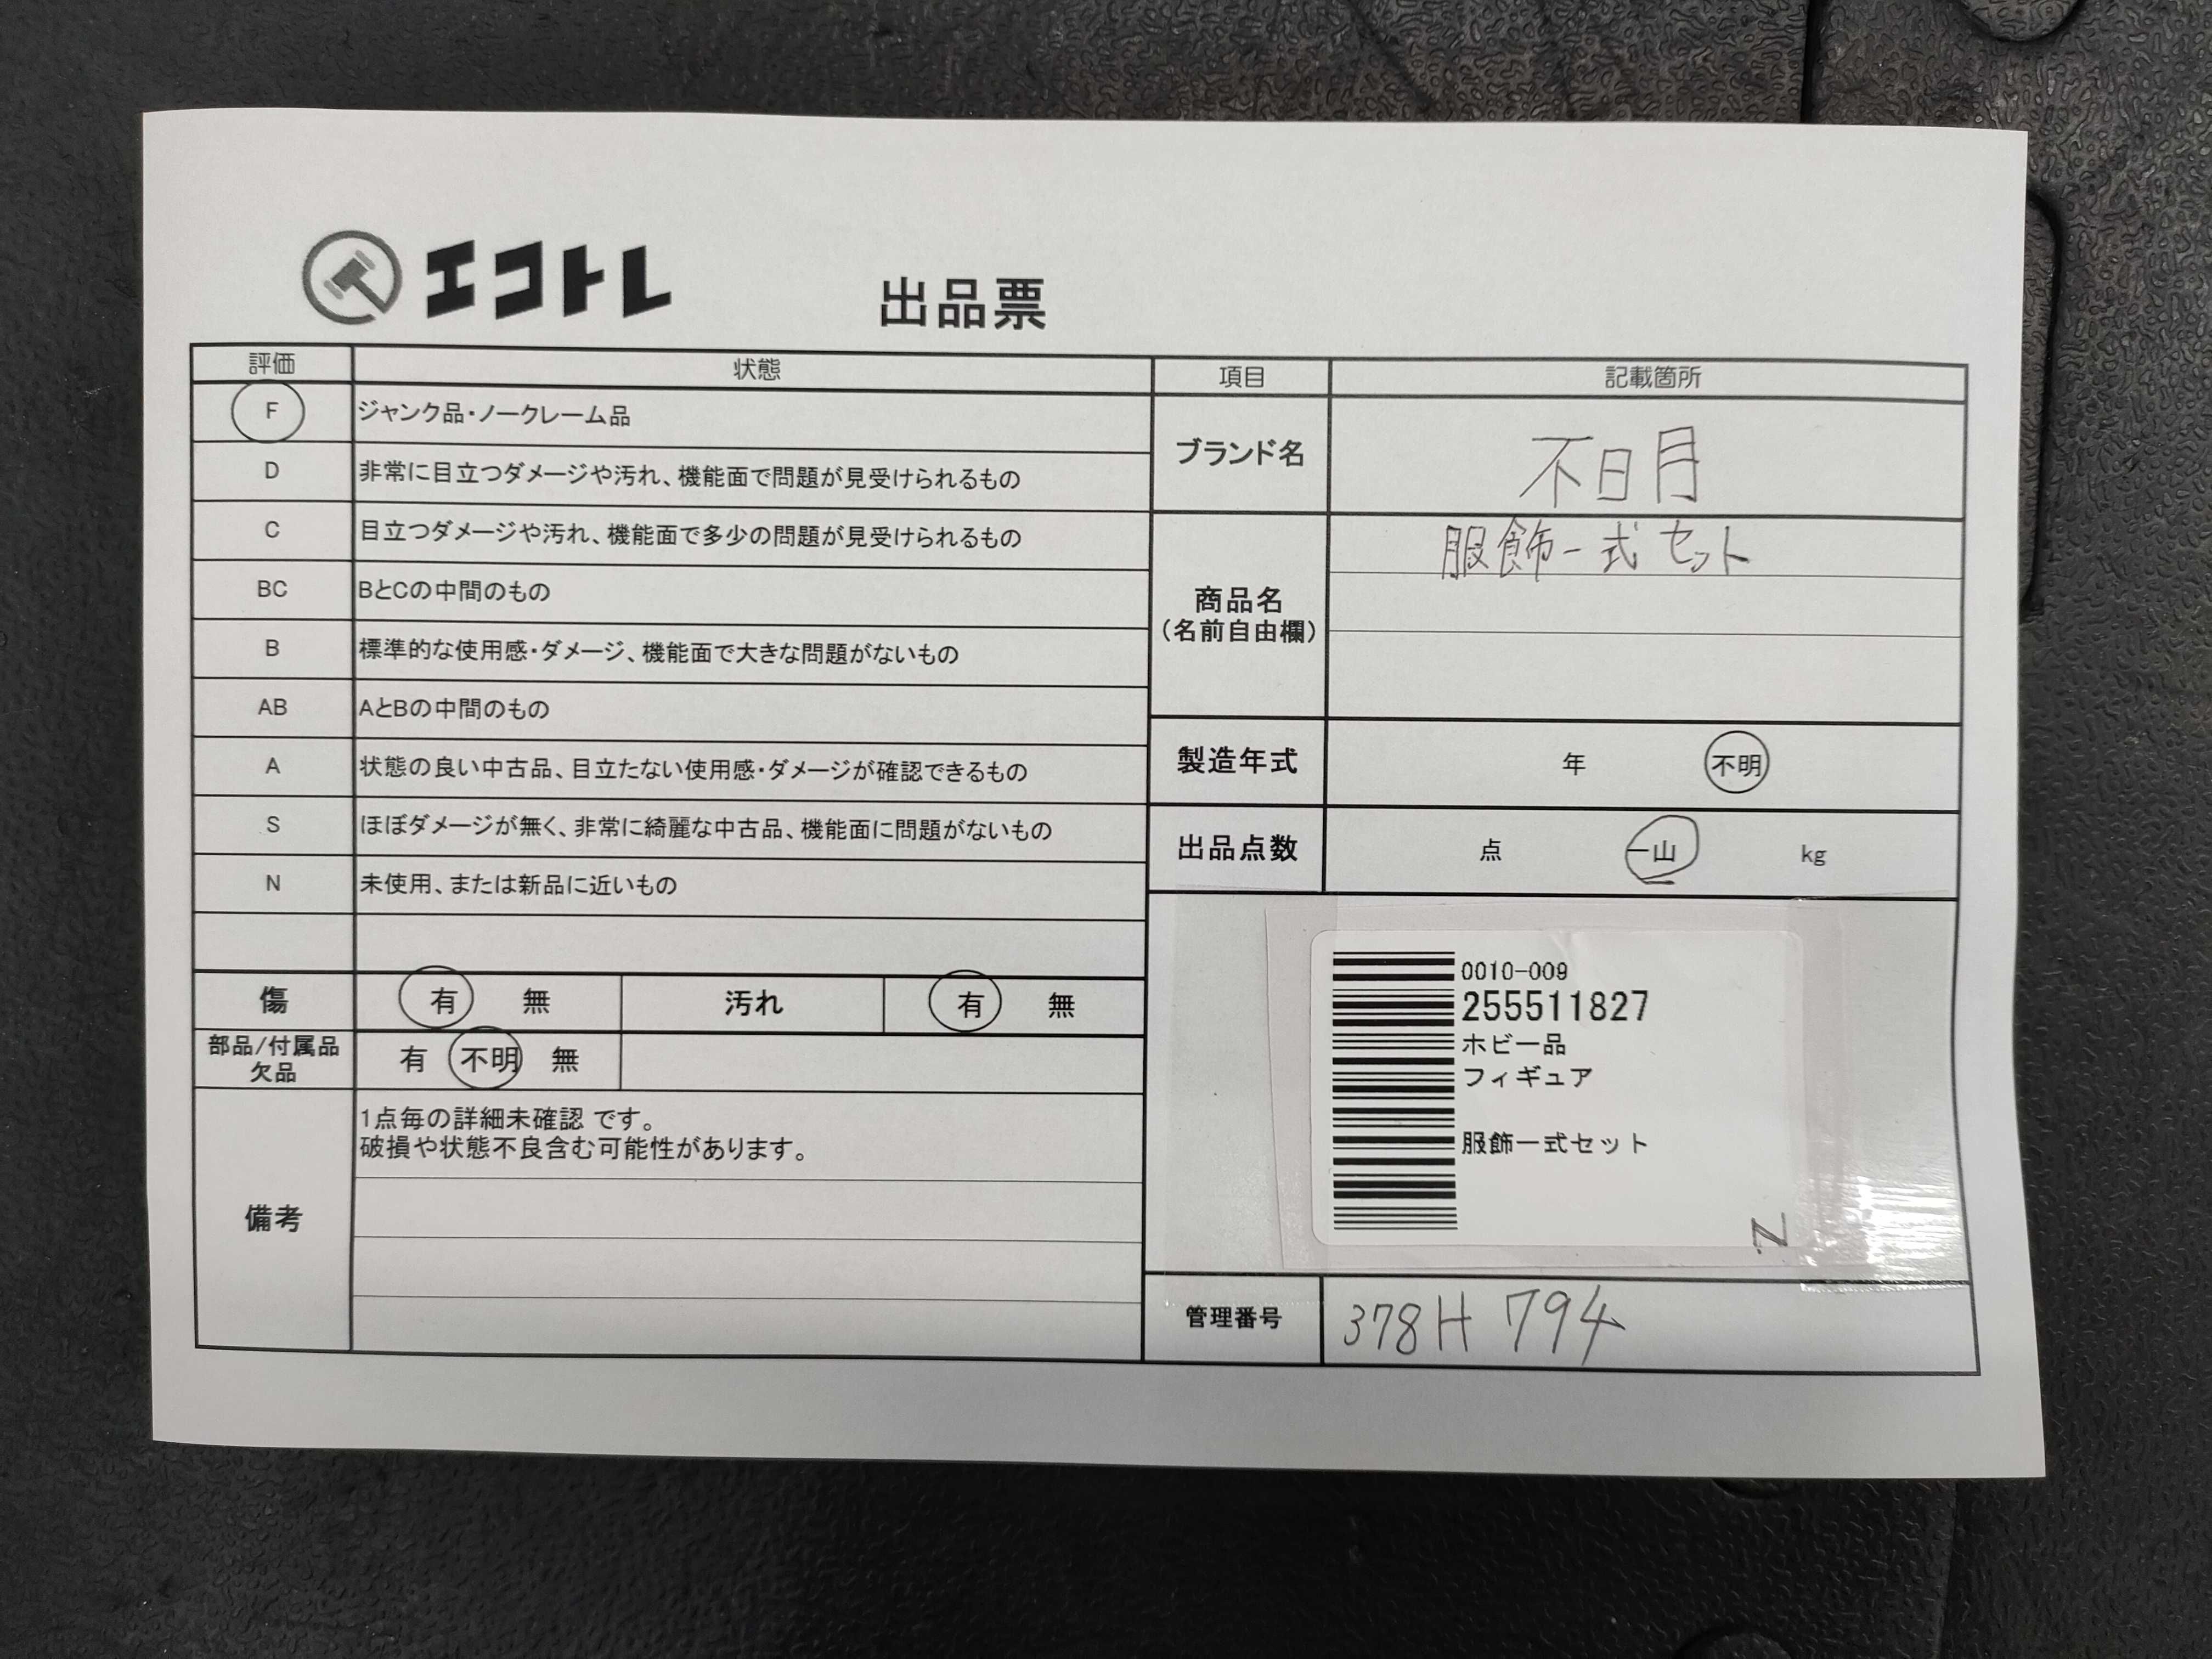 エコトレ
出品票
評価 状態
F ジャンク品・ノークレーム品
D 非常に目立つダメージや汚れ、機能面で問題が見受けられるもの
C 目立つダメージや汚れ、機能面で多少の問題が見受けられるもの
BC BとCの中間のもの
B 標準的な使用感・ダメージ、機能面で大きな問題がないもの
AB AとBの中間のもの
A 状態の良い中古品、目立たない使用感・ダメージが確認できるもの
S ほぼダメージが無く、非常に綺麗な中古品、機能面に問題がないもの
N 未使用、または新品に近いもの
傷 有 無 汚れ 有 無
部品/付属品
欠品
有 不明 無
備考
1点毎の詳細未確認 です。
破損や状態不良含む可能性があります。
項目 記載箇所
ブランド名 不明
商品名
(名前自由欄)
服飾一式セット
製造年式 年 不明
出品点数 点 一山 kg
0010-009
255511827
ホビー品
フィギュア
服飾一式セット
Z
管理番号 378H 794